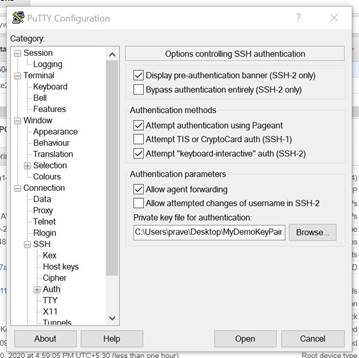 PuTTY Configuration
Category:
Session
Logging
Terminal
Keyboard
Bell
Features
Window
Appearance
Behaviour
Translation
Selection
Colours
Connection
Data
Proxy
Telnet
Rlogin
SSH
Kex
Host keys
Cipher
Auth
TTY
X11
Tunnels
Options controlling SSH authentication
Display pre-authentication banner (SSH-2 only)
Bypass authentication entirely (SSH-2 only)
Authentication methods
Attempt authentication using Pageant
Attempt TIS or CryptoCard auth (SSH-1)
Attempt "keyboard-interactive" auth (SSH-2)
Authentication parameters
Allow agent forwarding
Allow attempted changes of username in SSH-2
Private key file for authentication:
C:\Users\prave\Desktop\MyDemoKeyPair.
Browse...
About
Help
Open
Cancel
0, 2020 at 4:59:05 PM UTC+5:30 (less than one hour)
Root device type